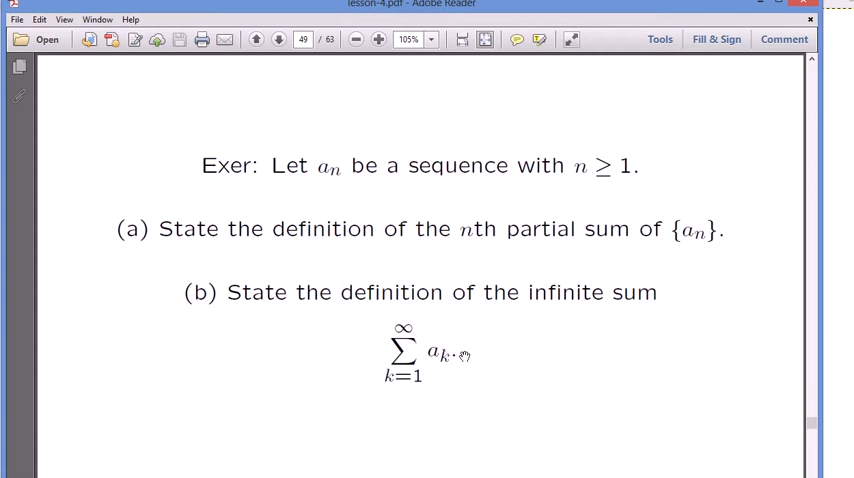 lesson-4.pdf - Adobe Reader
File Edit View Window Help
Open 49 / 63 105% Tools Fill & Sign Comment
Exer: Let aₙ be a sequence with n ≥ 1.
(a) State the definition of the nth partial sum of {aₙ}.
(b) State the definition of the infinite sum
∞
∑ aₖ.
k=1